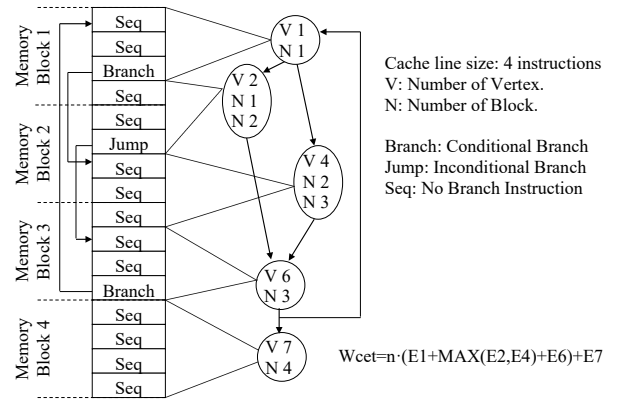 Memory
Block 1
Memory
Block 2
Memory
Block 3
Memory
Block 4
Seq
Seq
Branch
Seq
Seq
Jump
Seq
Seq
Seq
Seq
Seq
Branch
Seq
Seq
Seq
Seq
V 1
N 1
V 2
N 1
N 2
V 4
N 2
N 3
V 6
N 3
V 7
N 4
Cache line size: 4 instructions
V: Number of Vertex.
N: Number of Block.
Branch: Conditional Branch
Jump: Inconditional Branch
Seq: No Branch Instruction
Wcet=n·(E1+MAX(E2,E4)+E6)+E7